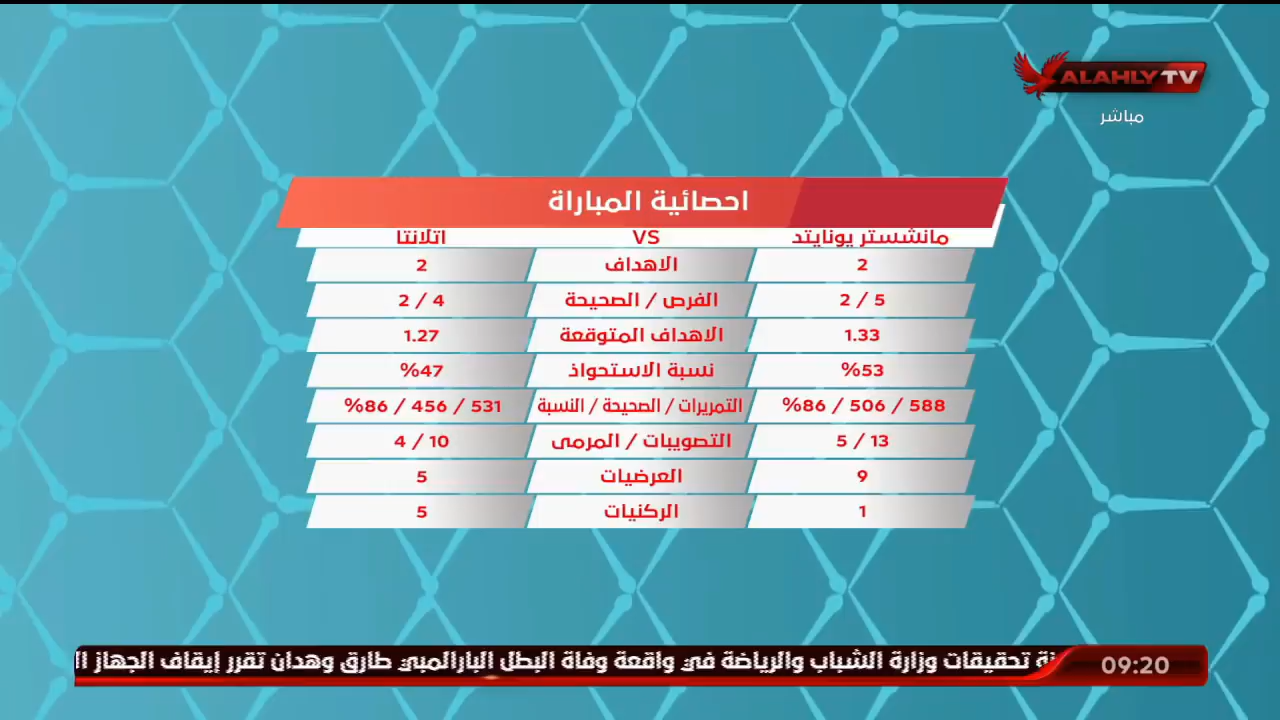 ALAHLY TV
مباشر
احصائية المباراة
مانشستر يونايتد VS اتلانتا
2 الاهداف 2
2 / 5 الفرص / الصحيحة 2 / 4
1.33 الاهداف المتوقعة 1.27
%53 نسبة الاستحواذ %47
%86 / 506 / 588 التمريرات / الصحيحة / النسبة %86 / 456 / 531
5 / 13 التصويبات / المرمى 4 / 10
9 العرضيات 5
1 الركنيات 5
09:20 تحقيقات وزارة الشباب والرياضة في واقعة وفاة البطل البارالمبي طارق وهدان تقرر إيقاف الجهاز